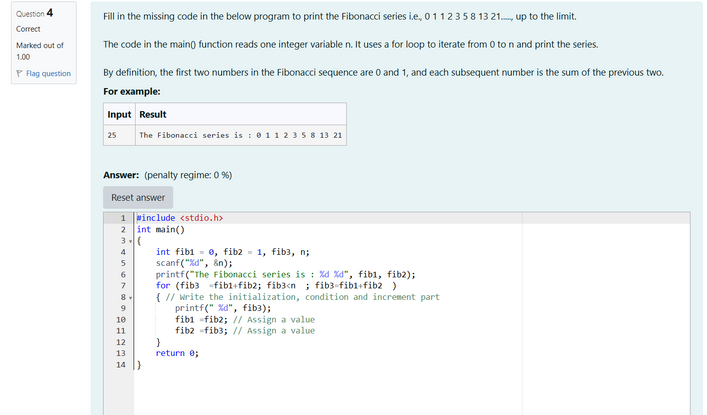 Question 4
Correct
Marked out of
1.00
Flag question
Fill in the missing code in the below program to print the Fibonacci series i.e., 0 1 1 2 3 5 8 13 21....., up to the limit.
The code in the main() function reads one integer variable n. It uses a for loop to iterate from 0 to n and print the series.
By definition, the first two numbers in the Fibonacci sequence are 0 and 1, and each subsequent number is the sum of the previous two.
For example:
Input Result
25 The Fibonacci series is : 0 1 1 2 3 5 8 13 21
Answer: (penalty regime: 0 %)
Reset answer
1 #include <stdio.h>
2 int main()
3 {
4 int fib1 = 0, fib2 = 1, fib3, n;
5 scanf("%d", &n);
6 printf("The Fibonacci series is : %d %d", fib1, fib2);
7 for (fib3 =fib1+fib2; fib3<n ; fib3=fib1+fib2 )
8 { // Write the initialization, condition and increment part
9 printf(" %d", fib3);
10 fib1 =fib2; // Assign a value
11 fib2 =fib3; // Assign a value
12 }
13 return 0;
14 }